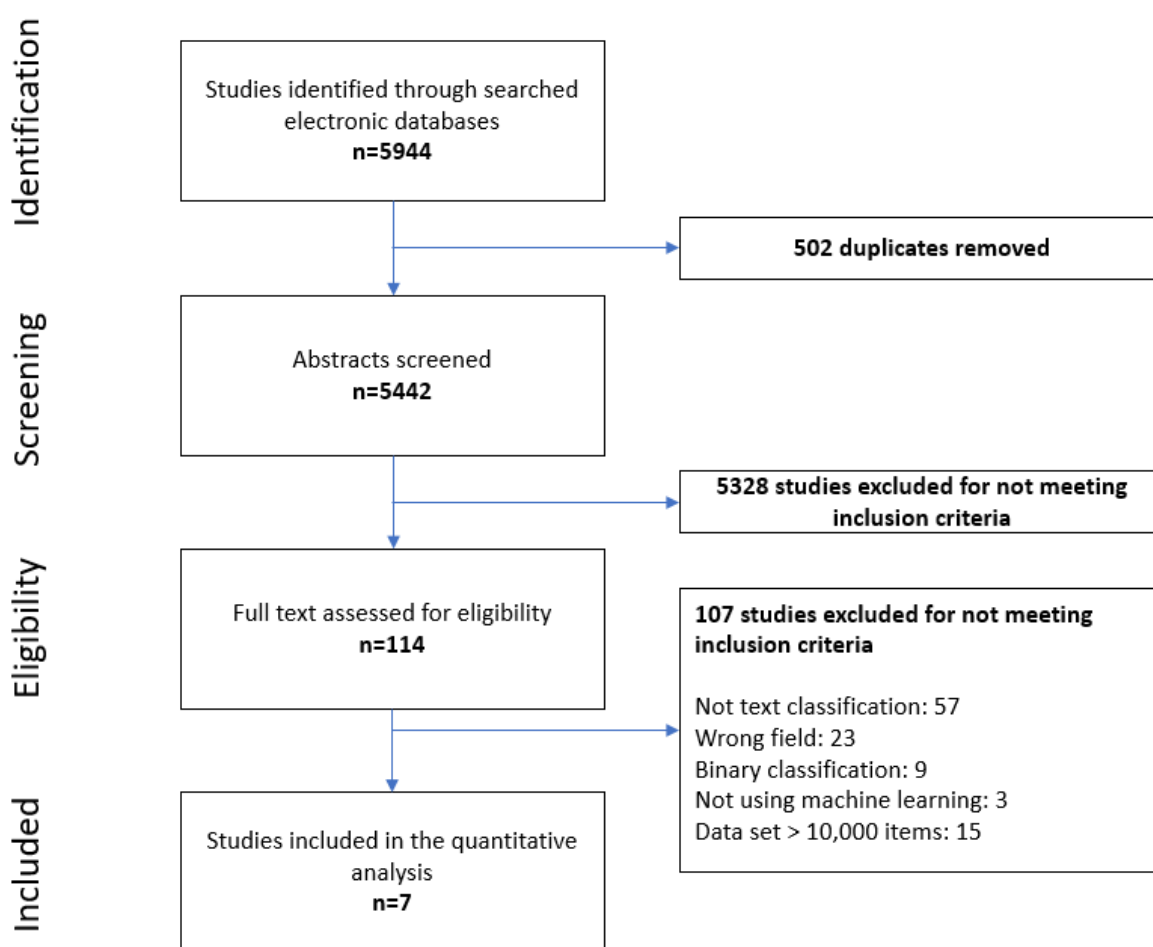 Identification
Studies identified through searched
electronic databases
n=5944
502 duplicates removed
Screening
Abstracts screened
n=5442
5328 studies excluded for not meeting
inclusion criteria
Eligibility
Full text assessed for eligibility
n=114
107 studies excluded for not meeting
inclusion criteria
Not text classification: 57
Wrong field: 23
Binary classification: 9
Not using machine learning: 3
Data set > 10,000 items: 15
Included
Studies included in the quantitative
analysis
n=7